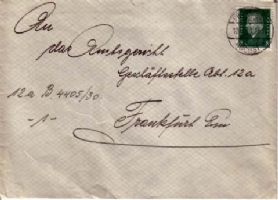 An
das Amtsgericht
Geschäftsstelle Abt. 12a
12a B. 4405/30
-1-
Frankfurt